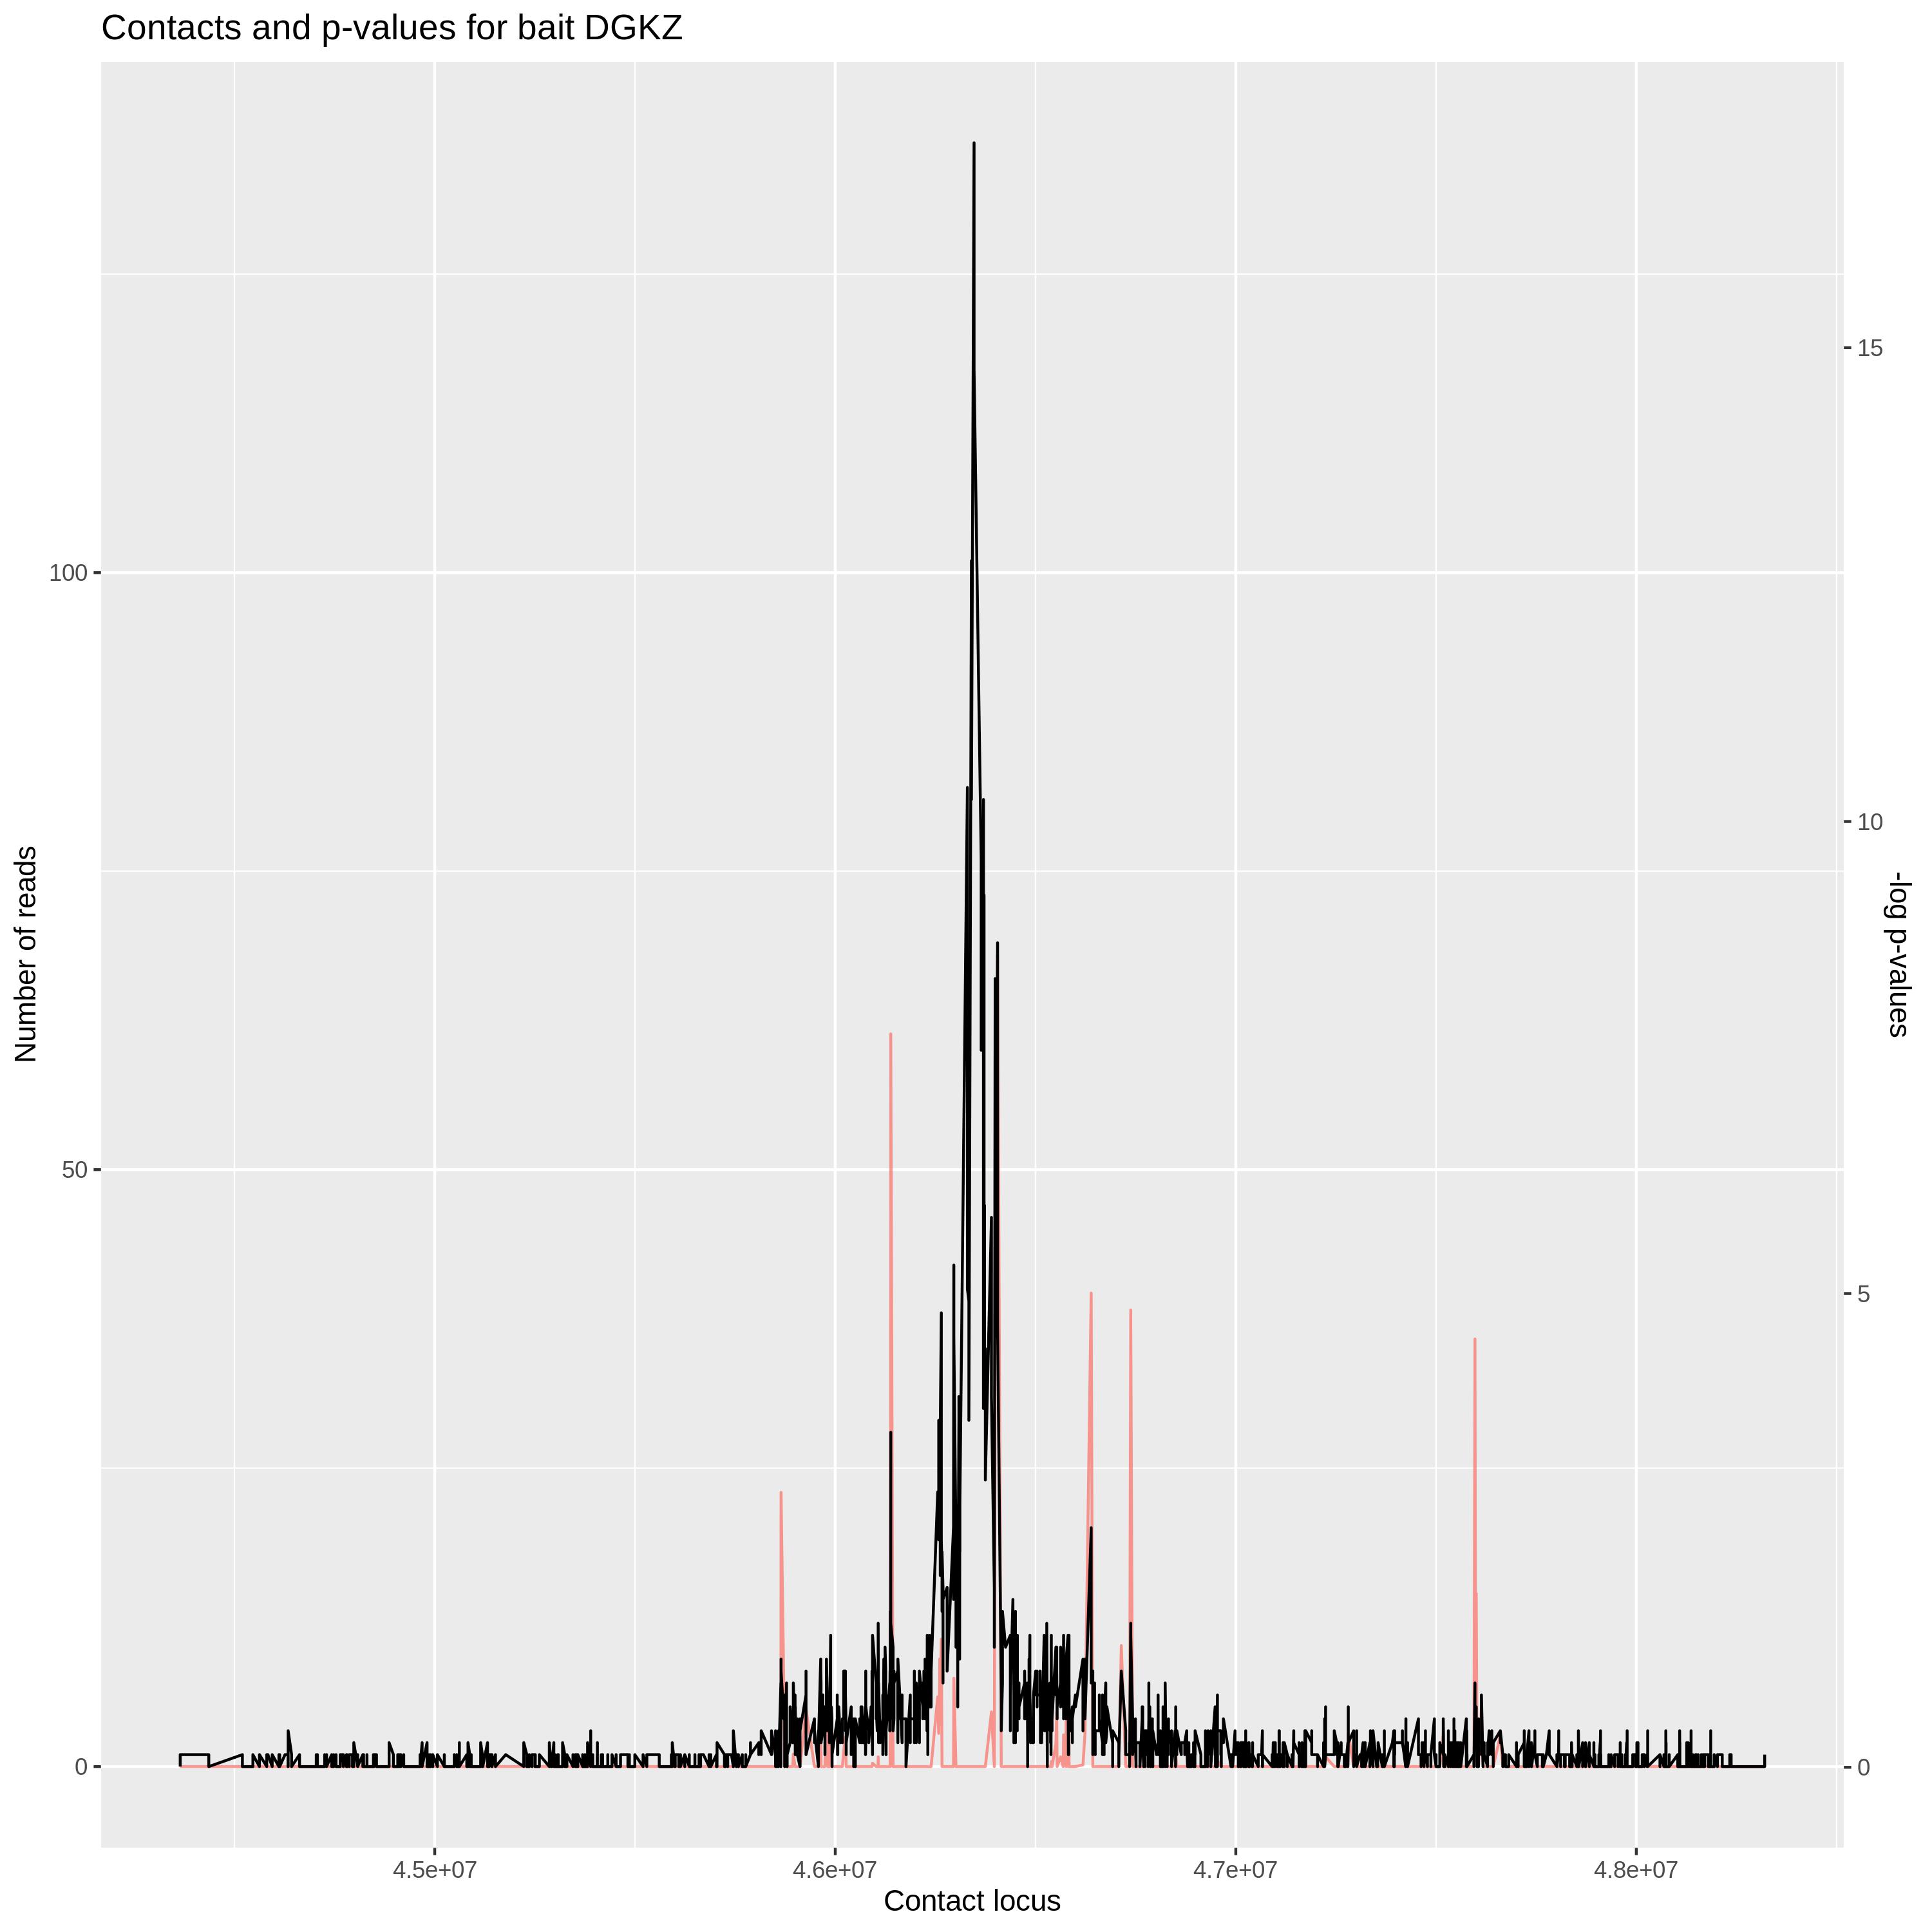 Contacts and p-values for bait DGKZ
Number of reads
100
50
0
15
10
5
0
-log p-values
4.5e+07
4.6e+07
4.7e+07
4.8e+07
Contact locus